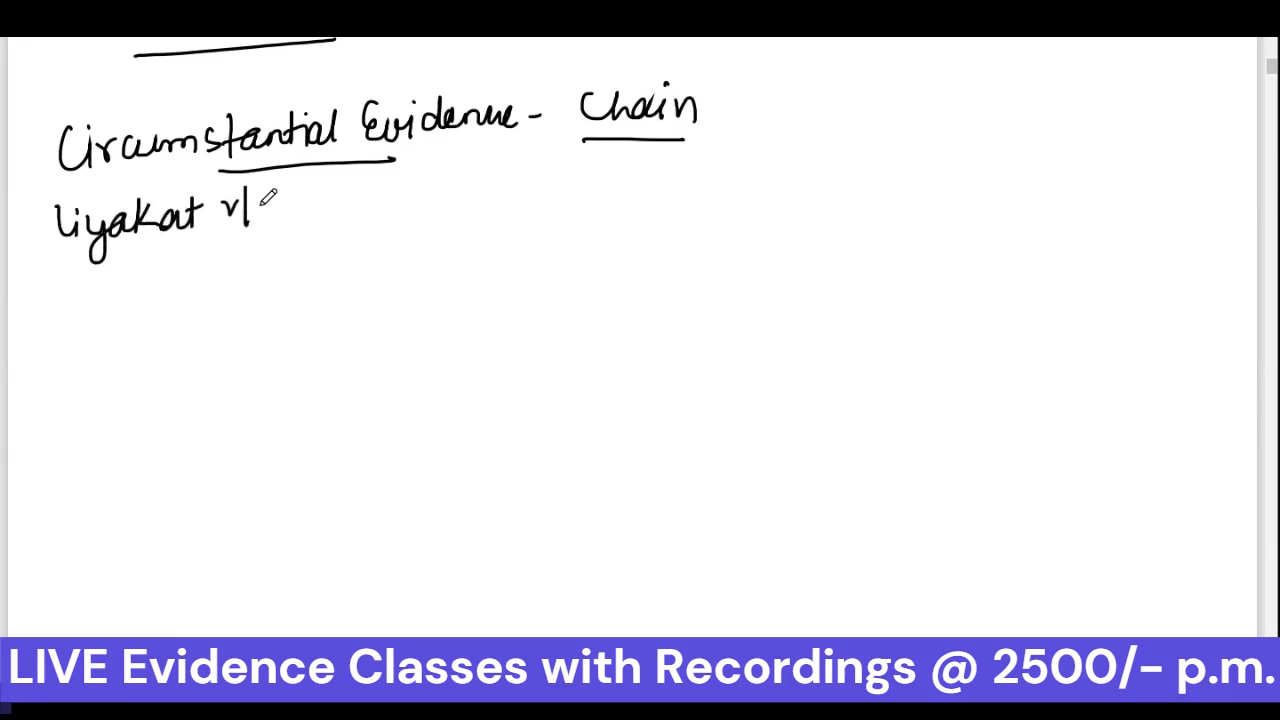 Circumstantial Evidence - Chain
Liyakat v/
LIVE Evidence Classes with Recordings @ 2500/- p.m.